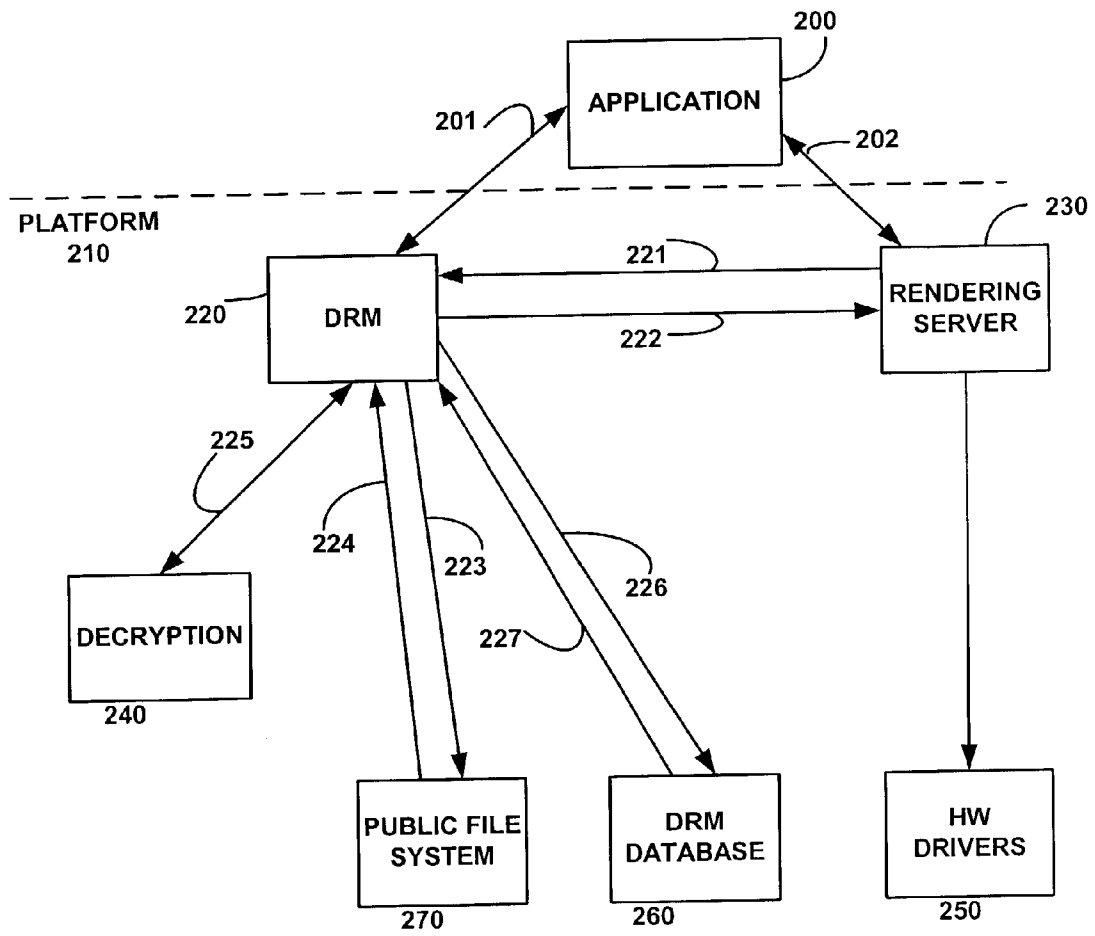 200
APPLICATION
201
202
PLATFORM
210
230
221
220
DRM
RENDERING
SERVER
222
225
224
223
226
227
DECRYPTION
240
PUBLIC FILE
SYSTEM
270
DRM
DATABASE
260
HW
DRIVERS
250